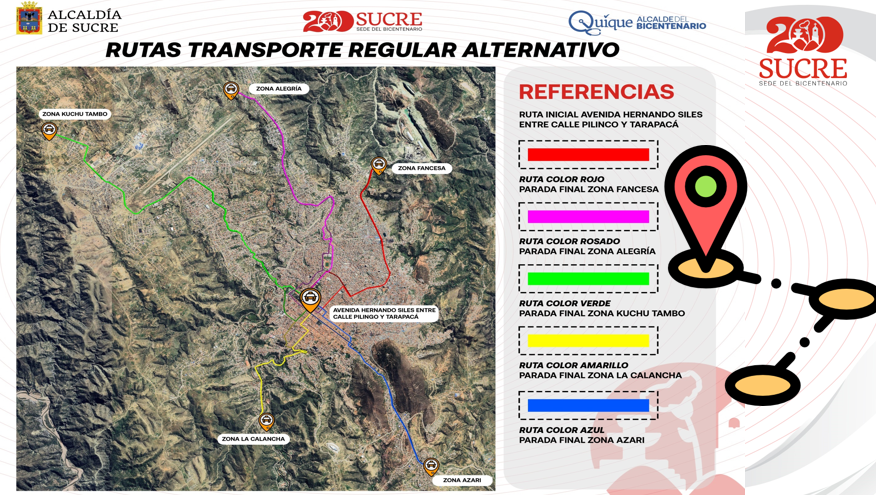 ALCALDÍA
DE SUCRE
200 SUCRE
SEDE DEL BICENTENARIO
Quique ALCALDE DEL
BICENTENARIO
200
SUCRE
SEDE DEL BICENTENARIO
RUTAS TRANSPORTE REGULAR ALTERNATIVO
ZONA ALEGRÍA
ZONA KUCHU TAMBO
ZONA FANCESA
AVENIDA HERNANDO SILES ENTRE
CALLE PILINGO Y TARAPACÁ
ZONA LA CALANCHA
ZONA AZARI
REFERENCIAS
RUTA INICIAL AVENIDA HERNANDO SILES
ENTRE CALLE PILINCO Y TARAPACÁ
RUTA COLOR ROJO
PARADA FINAL ZONA FANCESA
RUTA COLOR ROSADO
PARADA FINAL ZONA ALEGRÍA
RUTA COLOR VERDE
PARADA FINAL ZONA KUCHU TAMBO
RUTA COLOR AMARILLO
PARADA FINAL ZONA LA CALANCHA
RUTA COLOR AZUL
PARADA FINAL ZONA AZARI